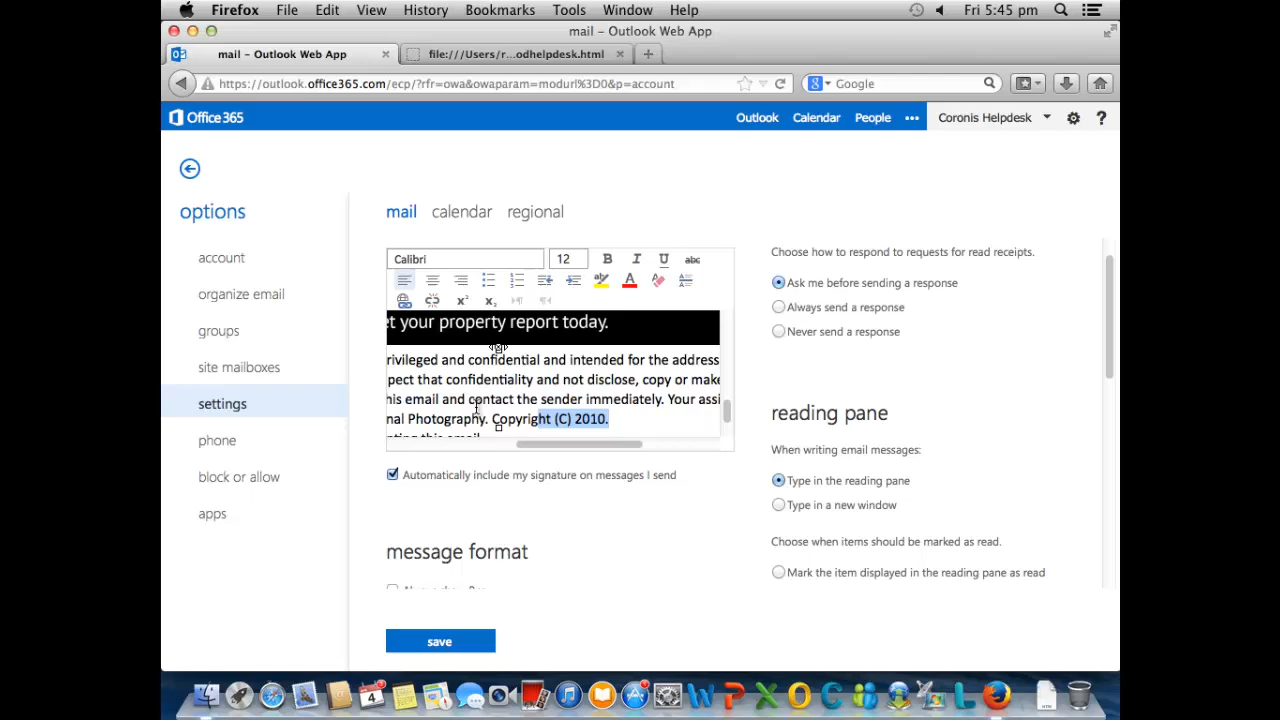 Firefox File Edit View History Bookmarks Tools Window Help Fri 5:45 pm
mail – Outlook Web App
mail – Outlook Web App file:///Users/r...odhelpdesk.html
https://outlook.office365.com/ecp/?rfr=owa&owaparam=modurl%3D0&p=account Google
Office 365 Outlook Calendar People ••• Coronis Helpdesk ?
options
account
organize email
groups
site mailboxes
settings
phone
block or allow
apps
mail calendar regional
Calibri 12 B I U abc
A
x² x₂
et your property report today.
rivileged and confidential and intended for the address
pect that confidentiality and not disclose, copy or make
his email and contact the sender immediately. Your assi
nal Photography. Copyright (C) 2010.
nting this email.
Automatically include my signature on messages I send
message format
save
Choose how to respond to requests for read receipts.
Ask me before sending a response
Always send a response
Never send a response
reading pane
When writing email messages:
Type in the reading pane
Type in a new window
Choose when items should be marked as read.
Mark the item displayed in the reading pane as read